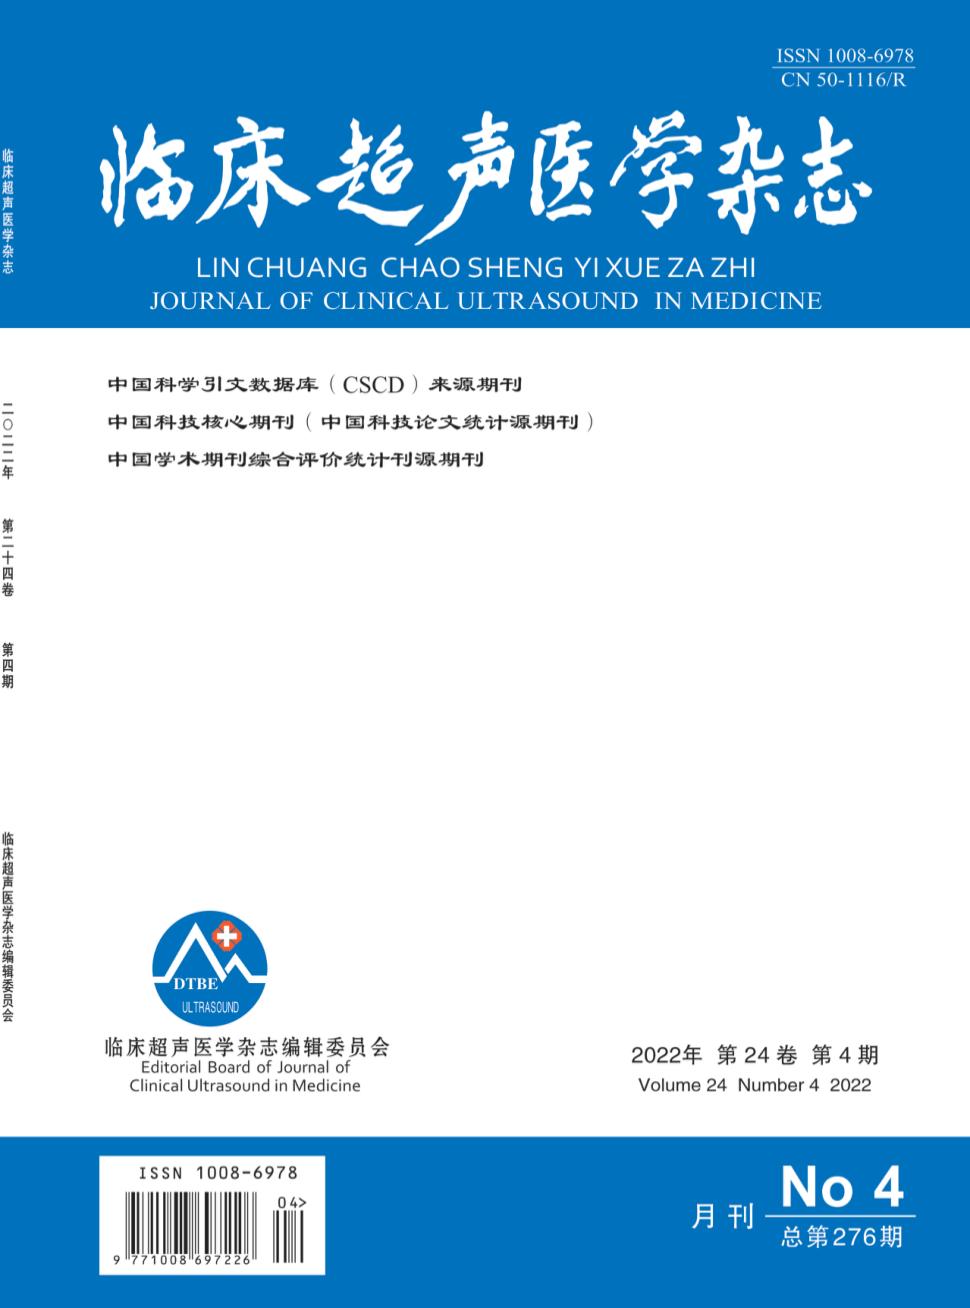 ISSN 1008-6978
CN 50-1116/R
临床超声医学杂志
LIN CHUANG CHAO SHENG YI XUE ZA ZHI
JOURNAL OF CLINICAL ULTRASOUND IN MEDICINE
中国科学引文数据库（CSCD）来源期刊
中国科技核心期刊（中国科技论文统计源期刊）
中国学术期刊综合评价统计刊源期刊
临床超声医学杂志
二〇二二年
第二十四卷
第四期
临床超声医学杂志编辑委员会
DTBE
ULTRASOUND
临床超声医学杂志编辑委员会
Editorial Board of Journal of
Clinical Ultrasound in Medicine
2022年 第24卷 第4期
Volume 24 Number 4 2022
ISSN 1008-6978
04>
9 771008 697226
月刊
No 4
总第276期